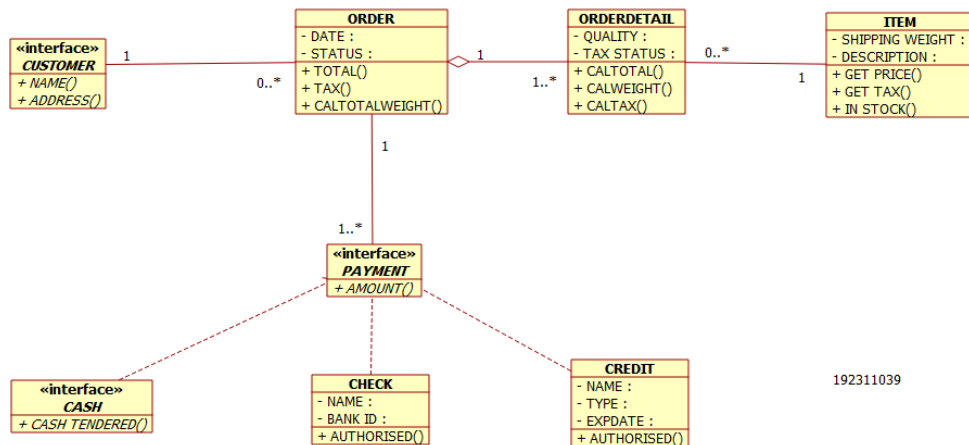 ORDER
- DATE :
- STATUS :
+ TOTAL()
+ TAX()
+ CALTOTALWEIGHT()
ORDERDETAIL
- QUALITY :
- TAX STATUS :
+ CALTOTAL()
+ CALWEIGHT()
+ CALTAX()
ITEM
- SHIPPING WEIGHT :
- DESCRIPTION :
+ GET PRICE()
+ GET TAX()
+ IN STOCK()
«interface»
CUSTOMER
+ NAME()
+ ADDRESS()
1
0..*
1
1..*
0..*
1
1
1..*
«interface»
PAYMENT
+ AMOUNT()
«interface»
CASH
+ CASH TENDERED()
CHECK
- NAME :
- BANK ID :
+ AUTHORISED()
CREDIT
- NAME :
- TYPE :
- EXPDATE :
+ AUTHORISED()
192311039